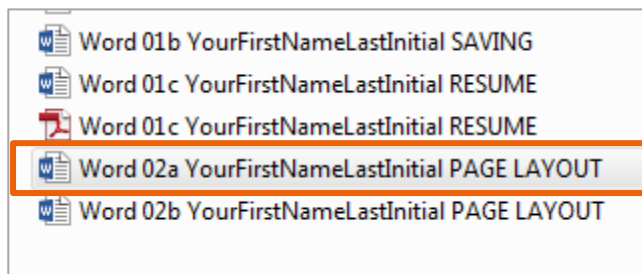 Word 01b YourFirstNameLastInitial SAVING
Word 01c YourFirstNameLastInitial RESUME
Word 01c YourFirstNameLastInitial RESUME
Word 02a YourFirstNameLastInitial PAGE LAYOUT
Word 02b YourFirstNameLastInitial PAGE LAYOUT